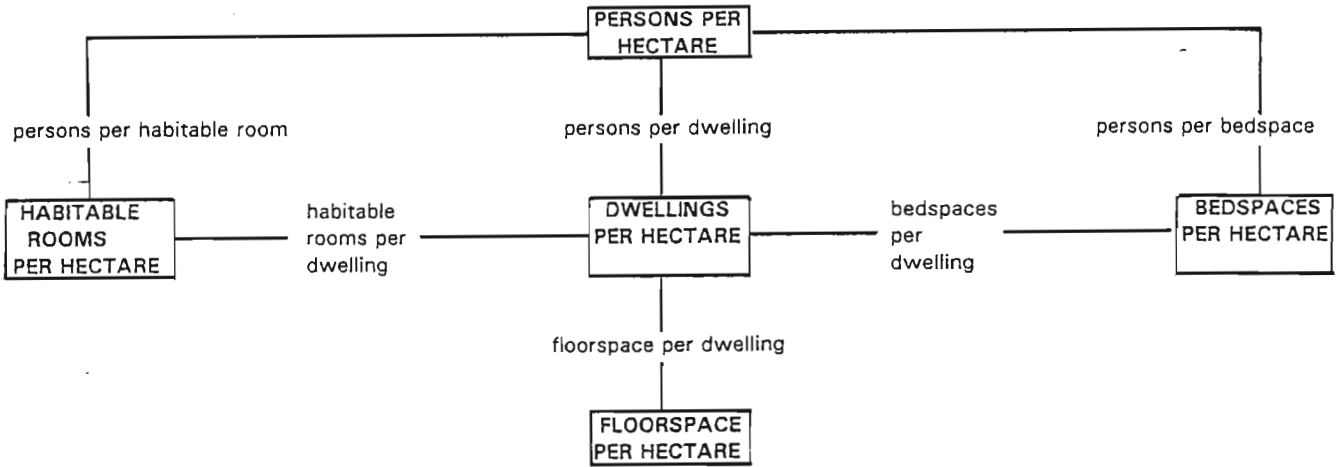 PERSONS PER
HECTARE
persons per habitable room
persons per dwelling
persons per bedspace
HABITABLE
ROOMS
PER HECTARE
habitable
rooms per
dwelling
DWELLINGS
PER HECTARE
bedspaces
per
dwelling
BEDSPACES
PER HECTARE
floorspace per dwelling
FLOORSPACE
PER HECTARE